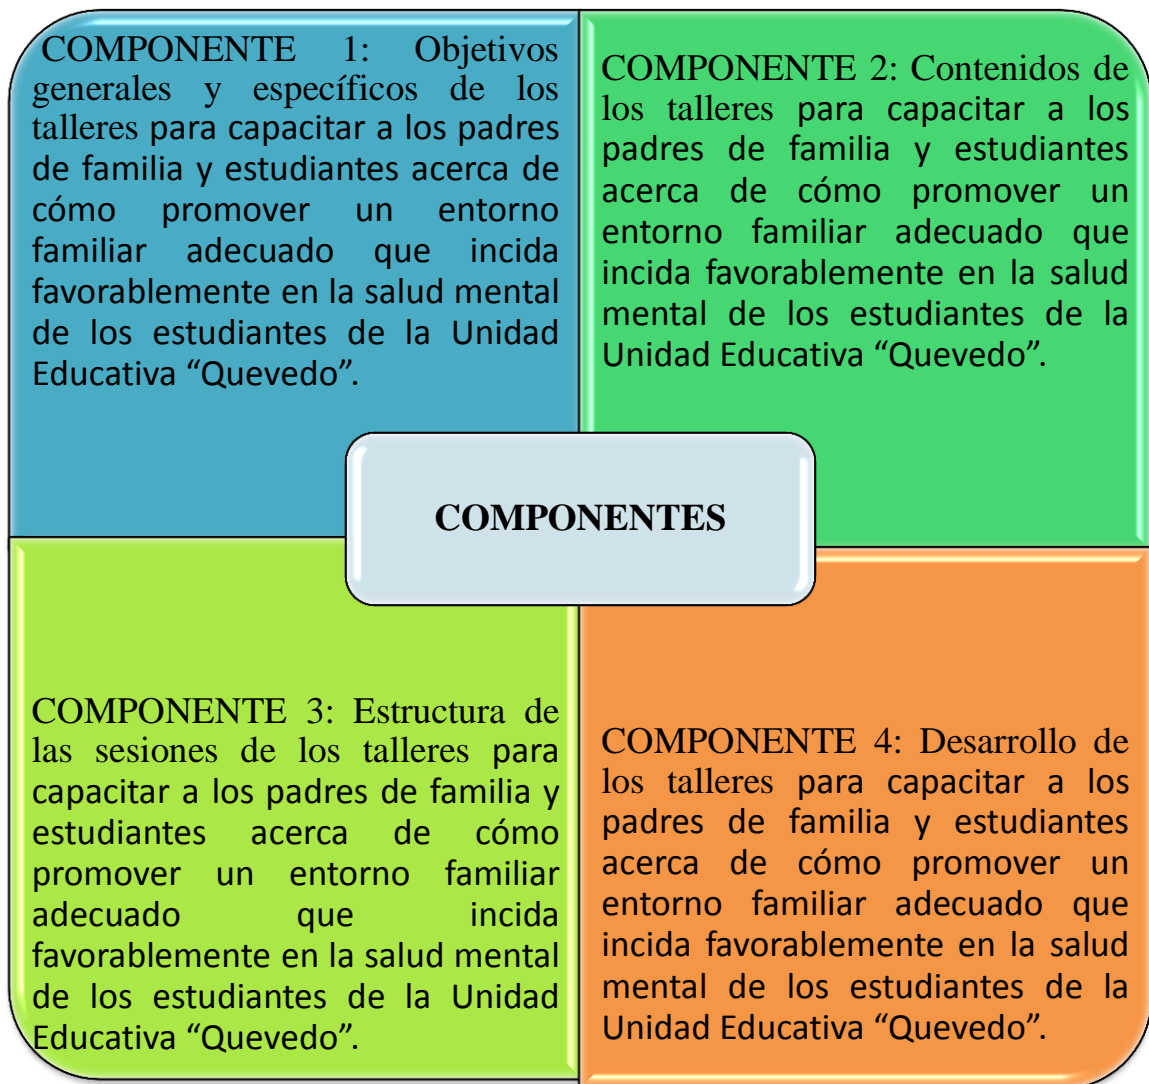 COMPONENTE 1: Objetivos
generales y específicos de los
talleres para capacitar a los padres
de familia y estudiantes acerca de
cómo promover un entorno
familiar adecuado que incida
favorablemente en la salud mental
de los estudiantes de la Unidad
Educativa “Quevedo”.
COMPONENTE 2: Contenidos de
los talleres para capacitar a los
padres de familia y estudiantes
acerca de cómo promover un
entorno familiar adecuado que
incida favorablemente en la salud
mental de los estudiantes de la
Unidad Educativa “Quevedo”.
COMPONENTES
COMPONENTE 3: Estructura de
las sesiones de los talleres para
capacitar a los padres de familia y
estudiantes acerca de cómo
promover un entorno familiar
adecuado que incida
favorablemente en la salud mental
de los estudiantes de la Unidad
Educativa “Quevedo”.
COMPONENTE 4: Desarrollo de
los talleres para capacitar a los
padres de familia y estudiantes
acerca de cómo promover un
entorno familiar adecuado que
incida favorablemente en la salud
mental de los estudiantes de la
Unidad Educativa “Quevedo”.